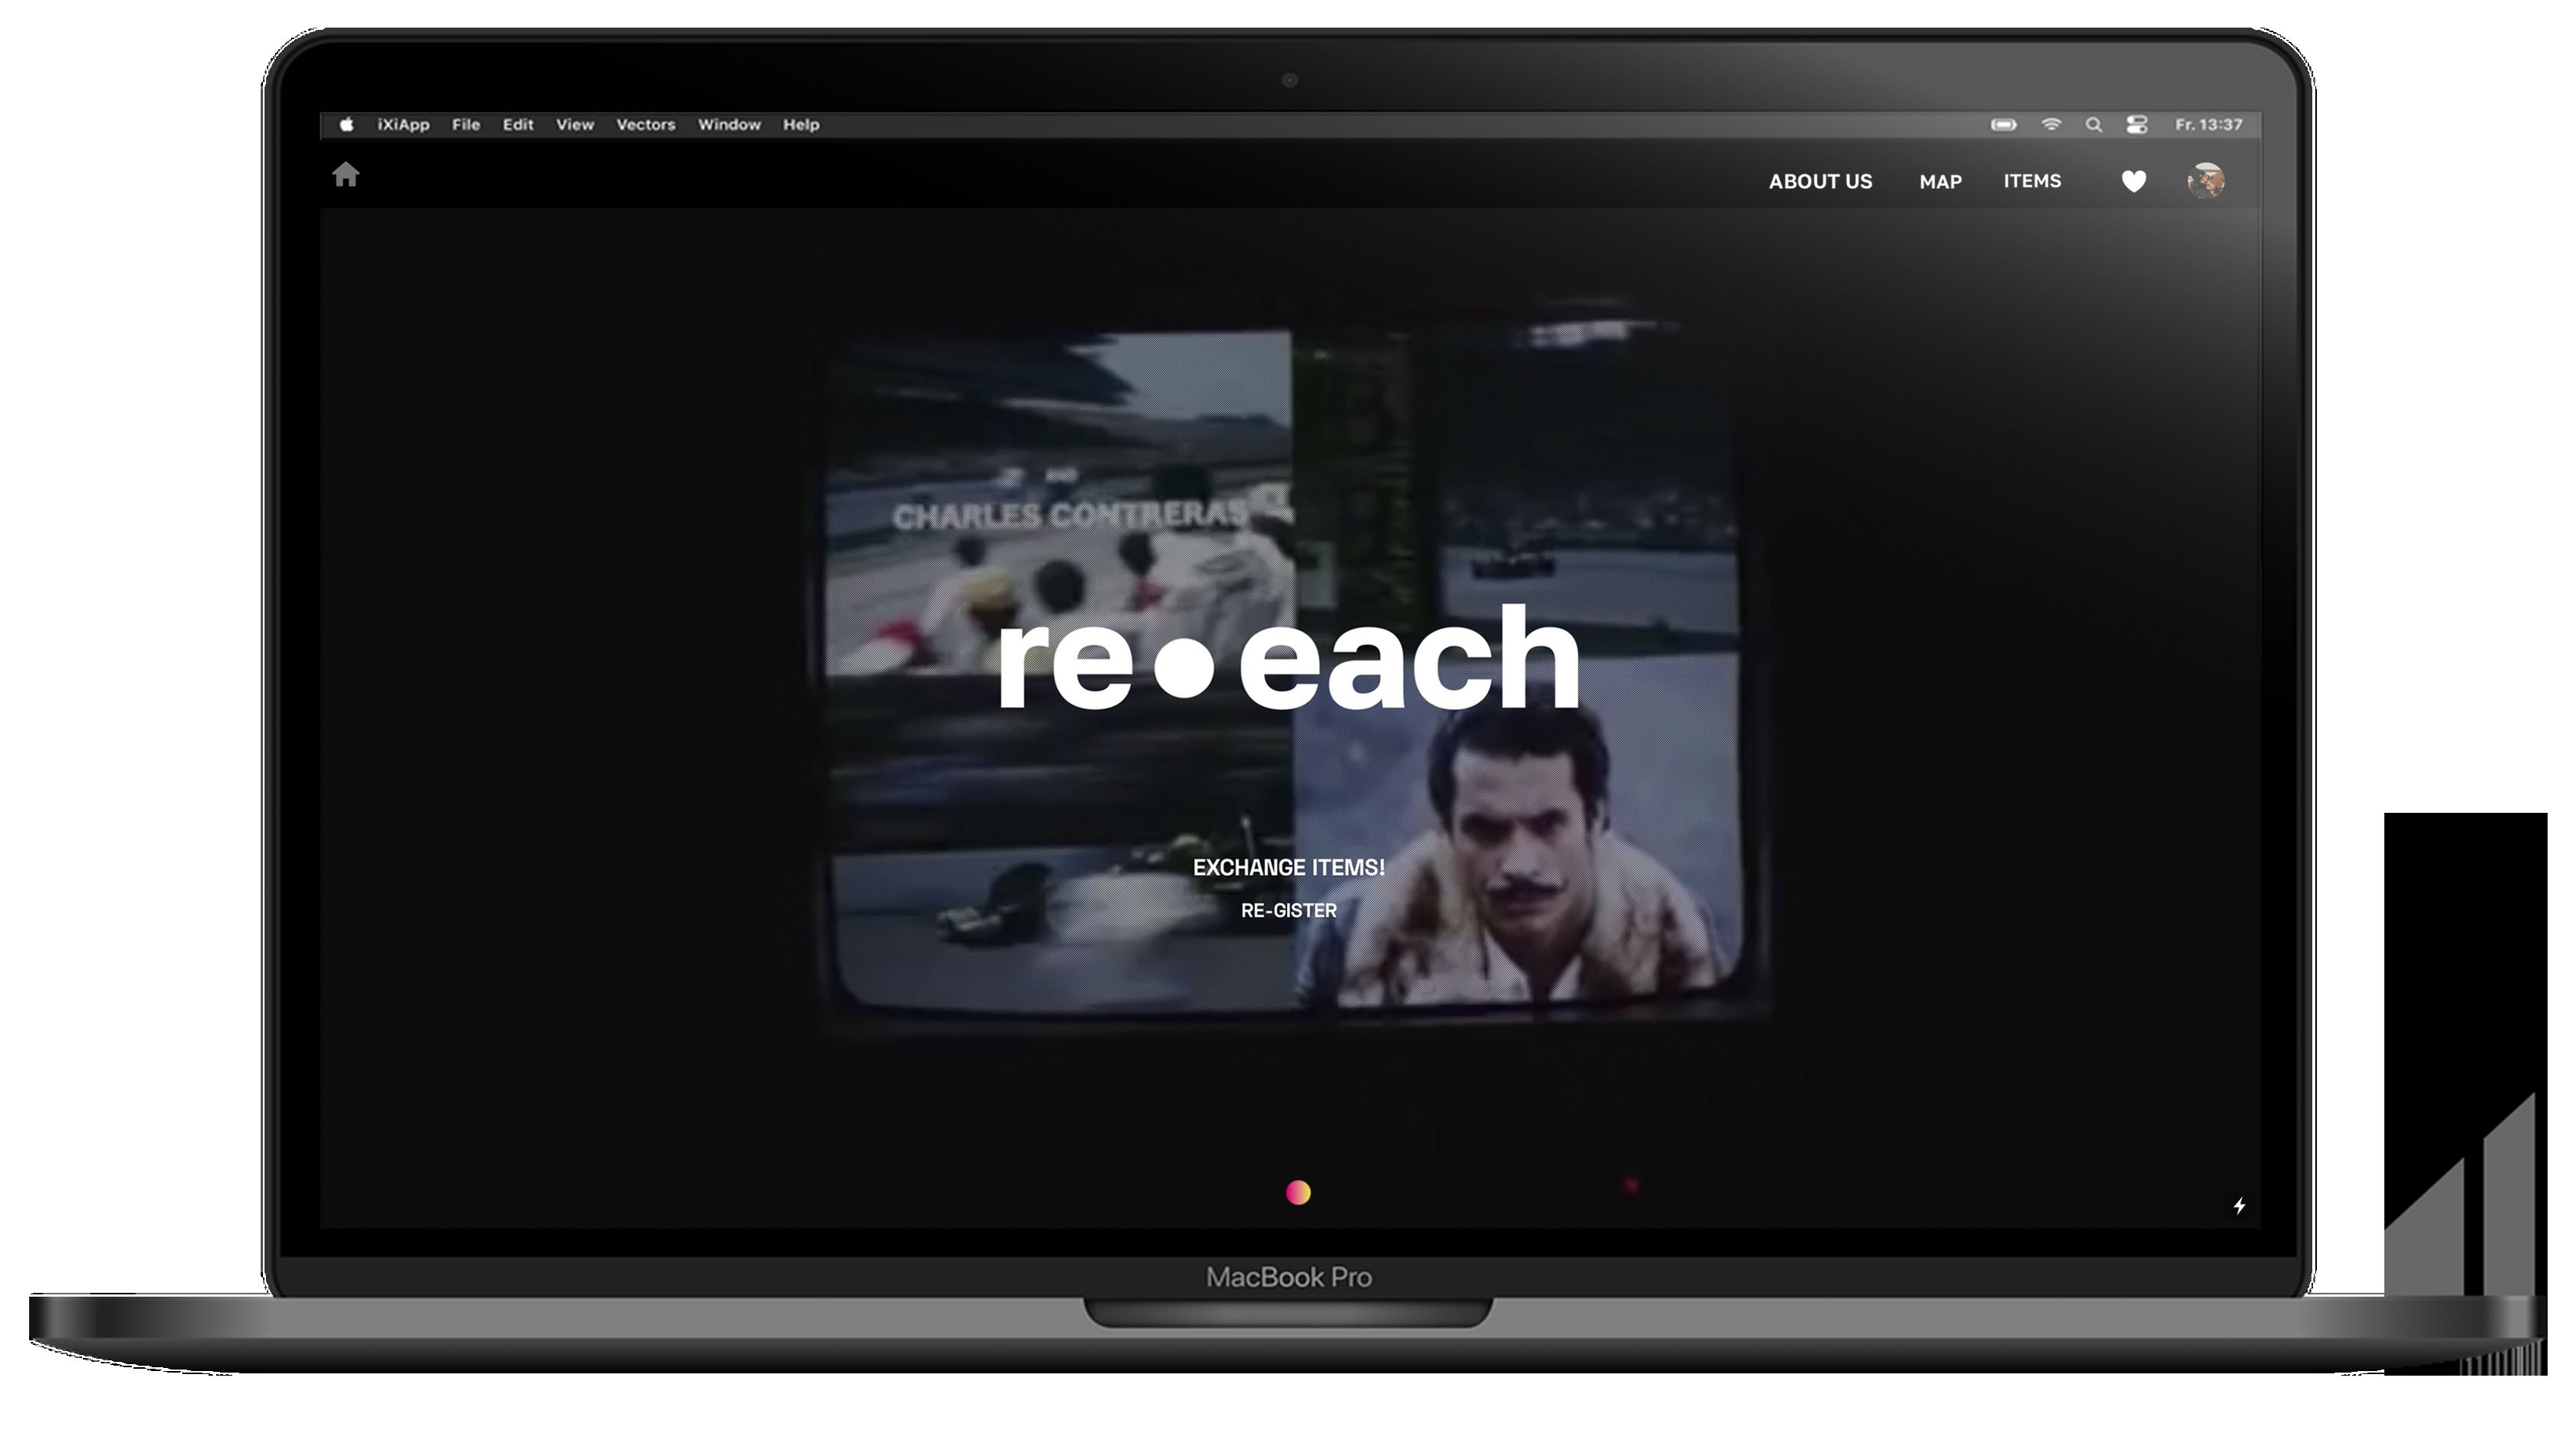 iXiApp File Edit View Vectors Window Help Fr. 13:37
ABOUT US MAP ITEMS
CHARLES CONTRERAS
re●each
EXCHANGE ITEMS!
RE-GISTER
MacBook Pro